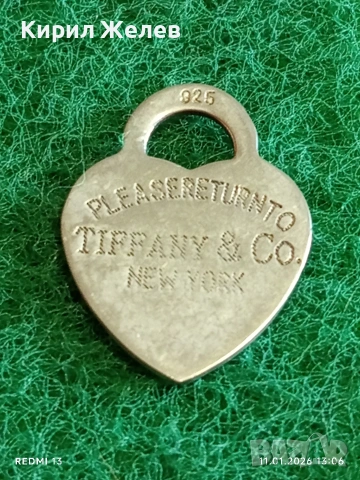 Кирил Желев
925
PLEASERETURNTO
TIFFANY & CO.
NEW YORK
REDMI 13
11.01.2026 13:06